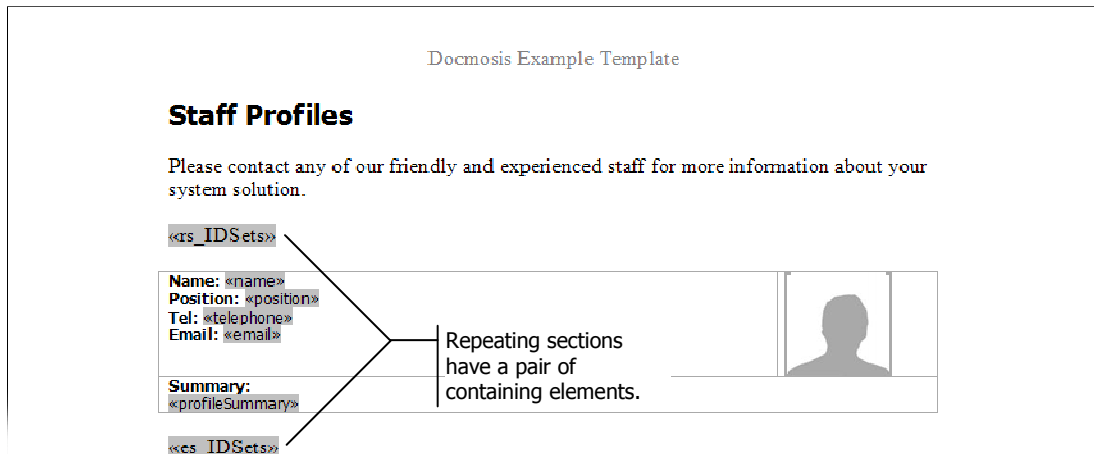 Docmosis Example Template
Staff Profiles
Please contact any of our friendly and experienced staff for more information about your
system solution.
«rs_IDSets»
Name: «name»
Position: «position»
Tel: «telephone»
Email: «email»
Repeating sections
have a pair of
containing elements.
Summary:
«profileSummary»
«es_IDSets»